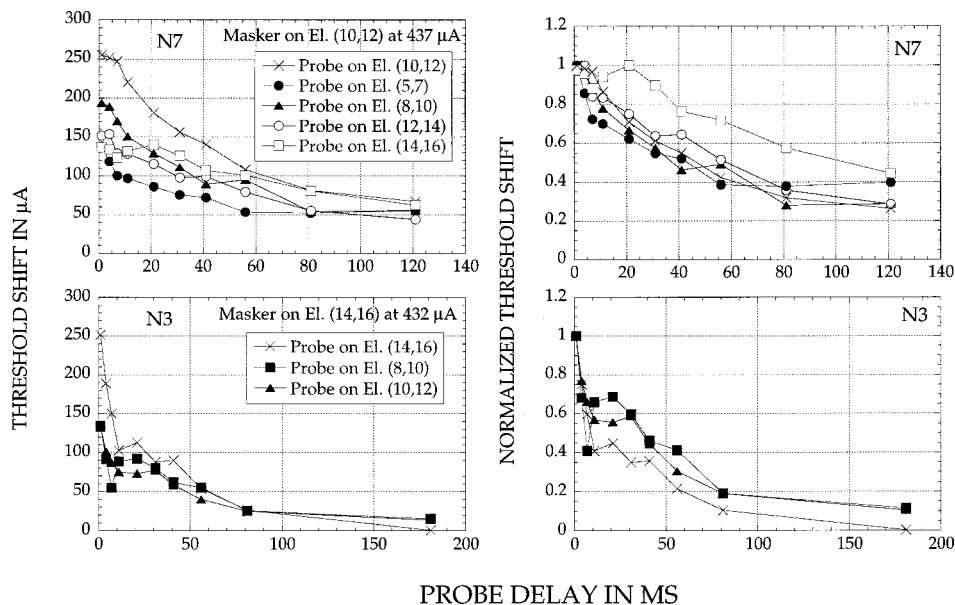 THRESHOLD SHIFT IN µA
300
250
200
150
100
50
0
N7
Masker on El. (10,12) at 437 µA
Probe on El. (10,12)
Probe on El. (5,7)
Probe on El. (8,10)
Probe on El. (12,14)
Probe on El. (14,16)
0 20 40 60 80 100 120 140
NORMALIZED THRESHOLD SHIFT
1.2
1
0.8
0.6
0.4
0.2
0
N7
0 20 40 60 80 100 120 140
300
250
200
150
100
50
0
N3
Masker on El. (14,16) at 432 µA
Probe on El. (14,16)
Probe on El. (8,10)
Probe on El. (10,12)
0 50 100 150 200
1.2
1
0.8
0.6
0.4
0.2
0
N3
0 50 100 150 200
PROBE DELAY IN MS